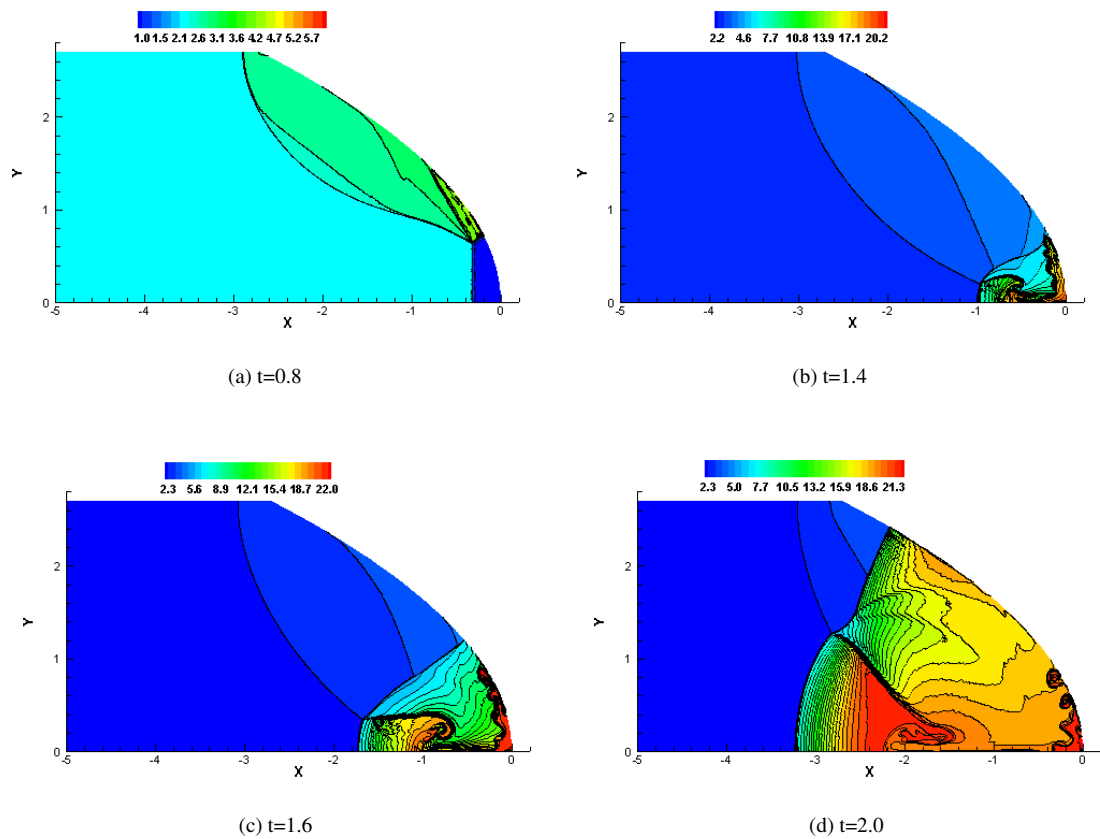 1.0 1.5 2.1 2.6 3.1 3.6 4.2 4.7 5.2 5.7
2
1
0
Y
-5 -4 -3 -2 -1 0
X
(a) t=0.8
2.2 4.6 7.7 10.8 13.9 17.1 20.2
2
1
0
Y
-5 -4 -3 -2 -1 0
X
(b) t=1.4
2.3 5.6 8.9 12.1 15.4 18.7 22.0
2
1
0
Y
-5 -4 -3 -2 -1 0
X
(c) t=1.6
2.3 5.0 7.7 10.5 13.2 15.9 18.6 21.3
2
1
0
Y
-5 -4 -3 -2 -1 0
X
(d) t=2.0